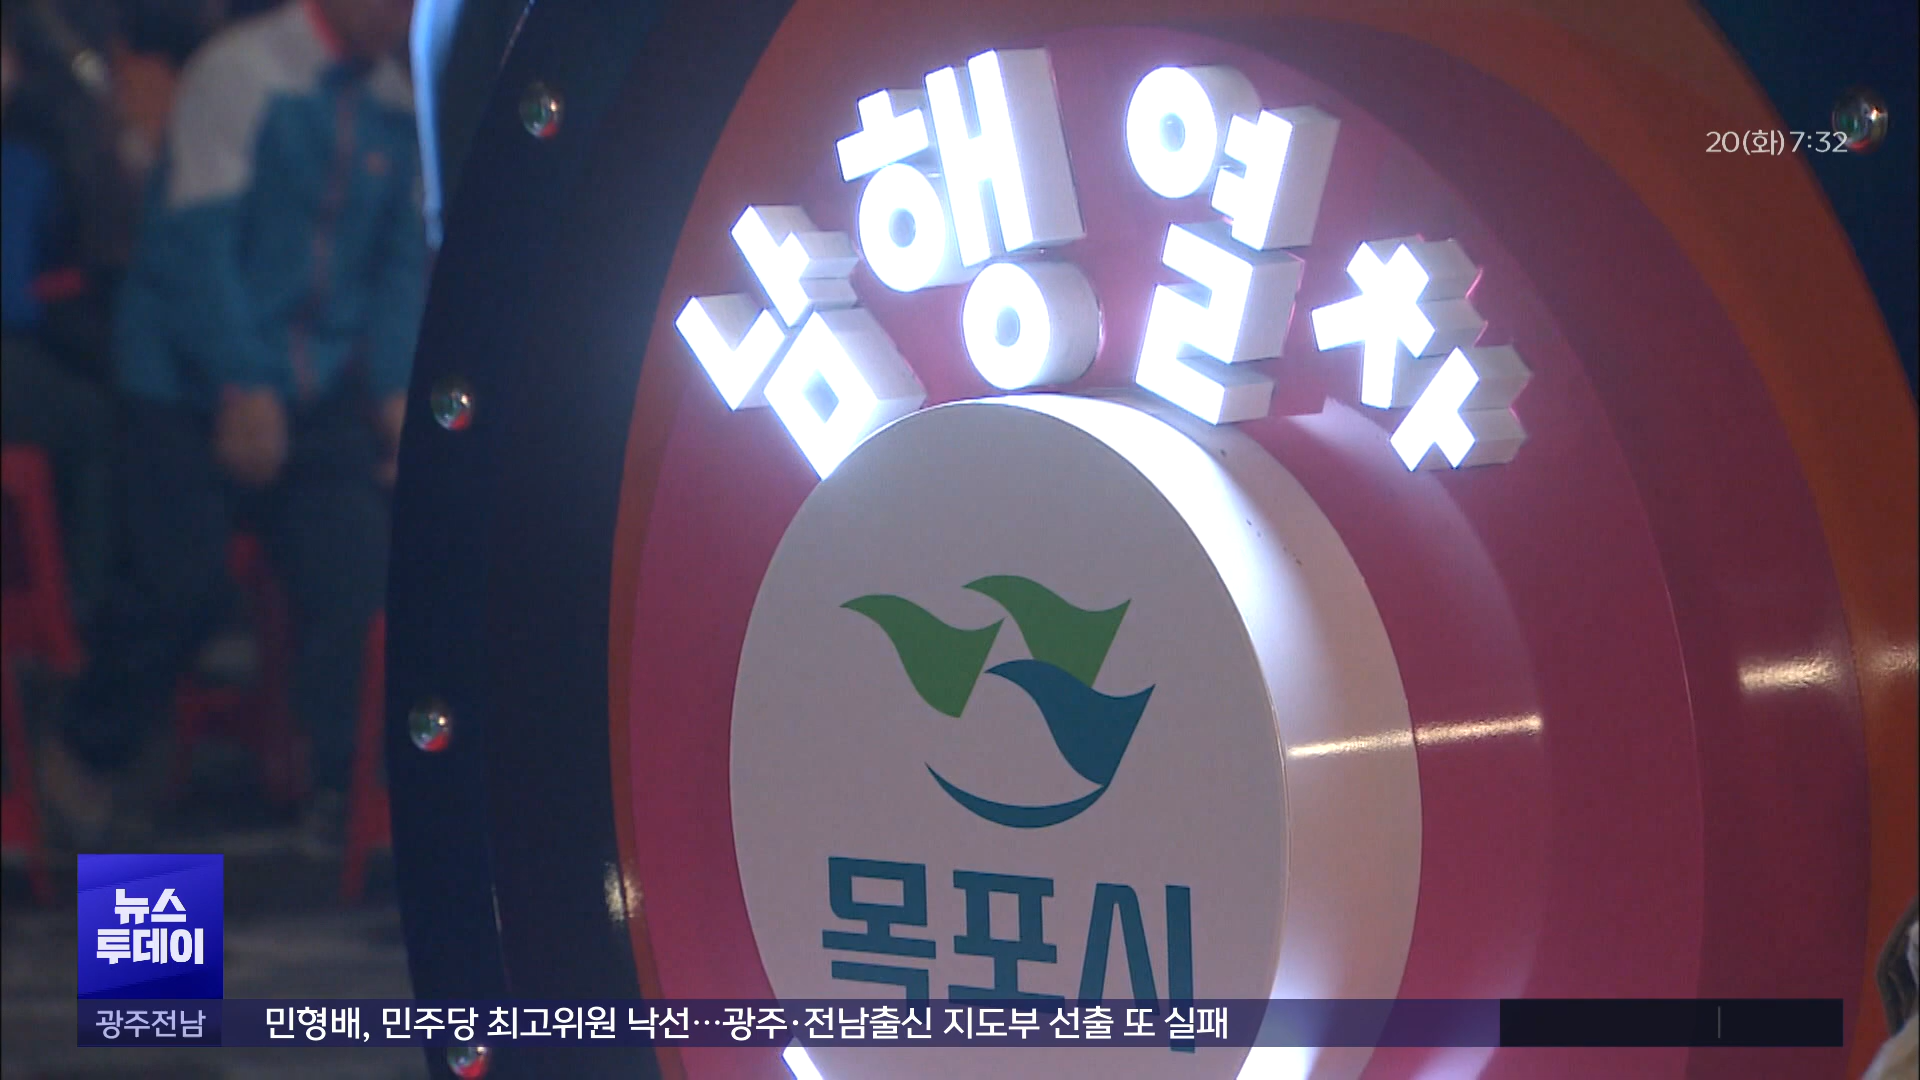 남행열차
20(화)7:32
목포시
뉴스
투데이
광주전남
민형배, 민주당 최고위원 낙선…광주·전남출신 지도부 선출 또 실패